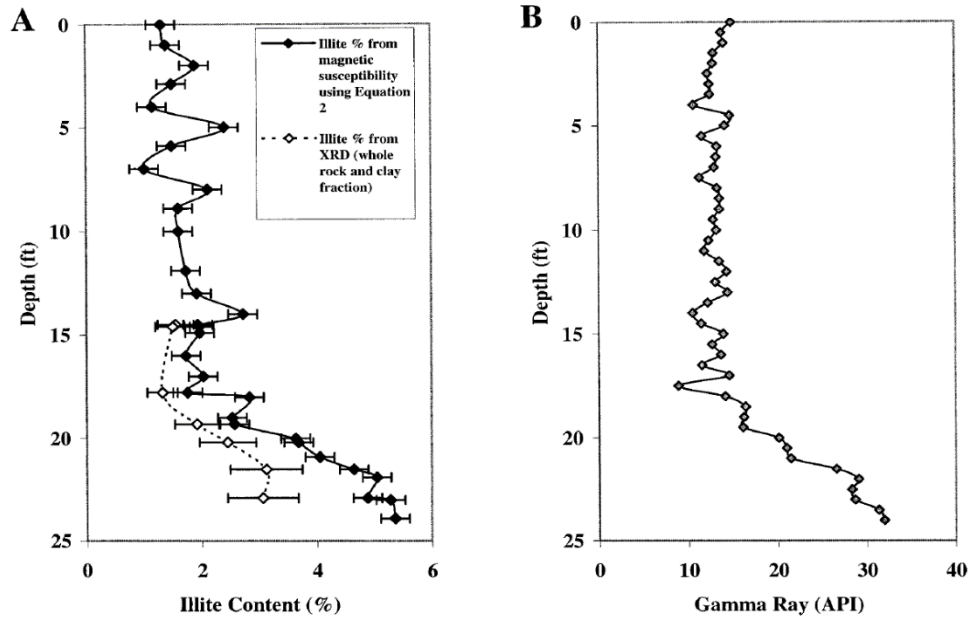 A
0
5
10
15
20
25
Depth (ft)
0
2
4
6
Illite Content (%)
Illite % from
magnetic
susceptibility
using Equation
2
Illite % from
XRD (whole
rock and clay
fraction)
B
0
5
10
15
20
25
Depth (ft)
0
10
20
30
40
Gamma Ray (API)